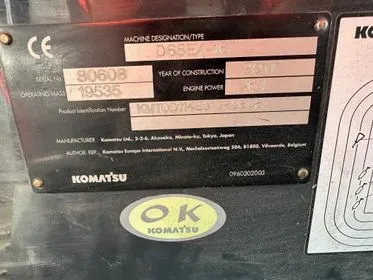 CE
MACHINE DESIGNATION/TYPE
D65EX-16
SERIAL No. 80608 YEAR OF CONSTRUCTION
OPERATING MASS 19535 ENGINE POWER
Product Identification Number
MANUFACTURER Komatsu Ltd., 2-3-6, Akasaka, Minato-ku, Tokyo, Japan
AUTHOR. REP. Komatsu Europe International N.V., Mechelsesteenweg 586, B1800, Vilvoorde, Belgium
KOMATSU 0960202003
OK
KOM